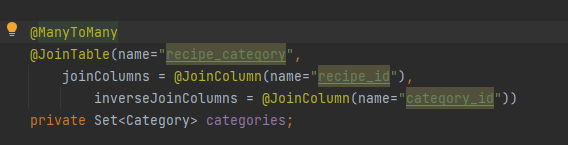 @ManyToMany
@JoinTable(name="recipe_category",
joinColumns = @JoinColumn(name="recipe_id"),
inverseJoinColumns = @JoinColumn(name="category_id"))
private Set<Category> categories;